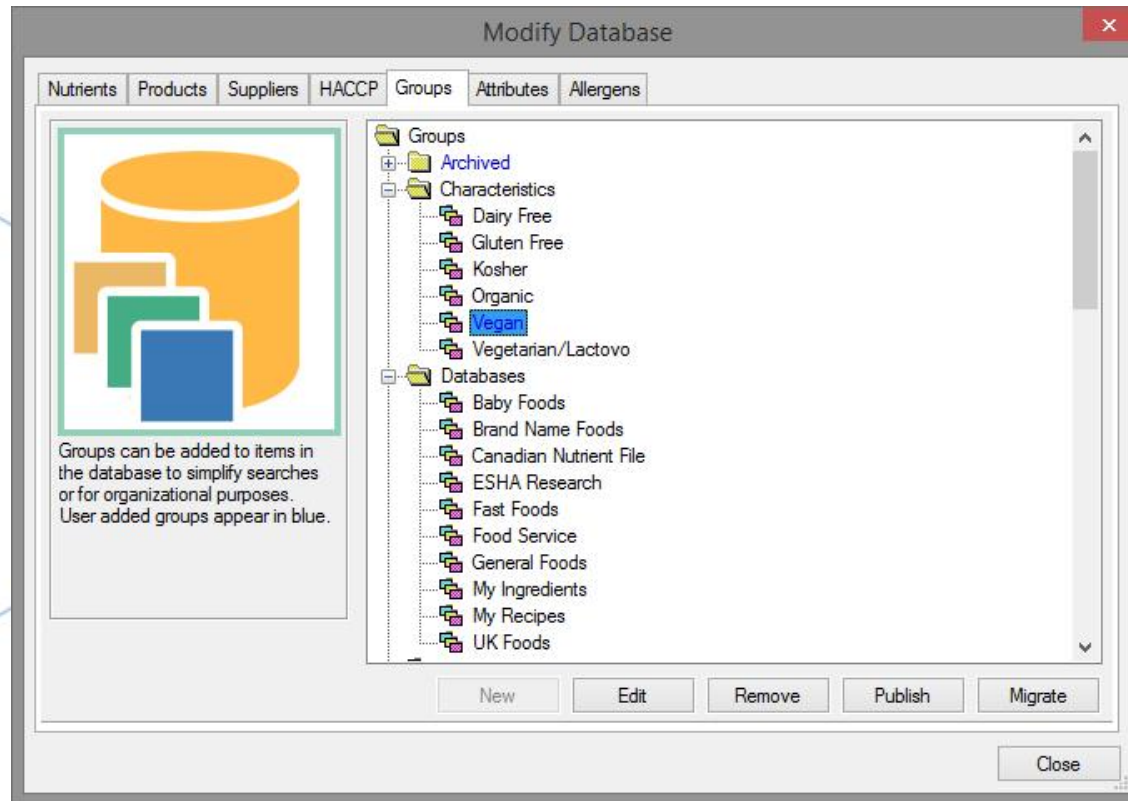 Modify Database
Nutrients Products Suppliers HACCP Groups Attributes Allergens
Groups can be added to items in
the database to simplify searches
or for organizational purposes.
User added groups appear in blue.
Groups
Archived
Characteristics
Dairy Free
Gluten Free
Kosher
Organic
Vegan
Vegetarian/Lactovo
Databases
Baby Foods
Brand Name Foods
Canadian Nutrient File
ESHA Research
Fast Foods
Food Service
General Foods
My Ingredients
My Recipes
UK Foods
New Edit Remove Publish Migrate
Close